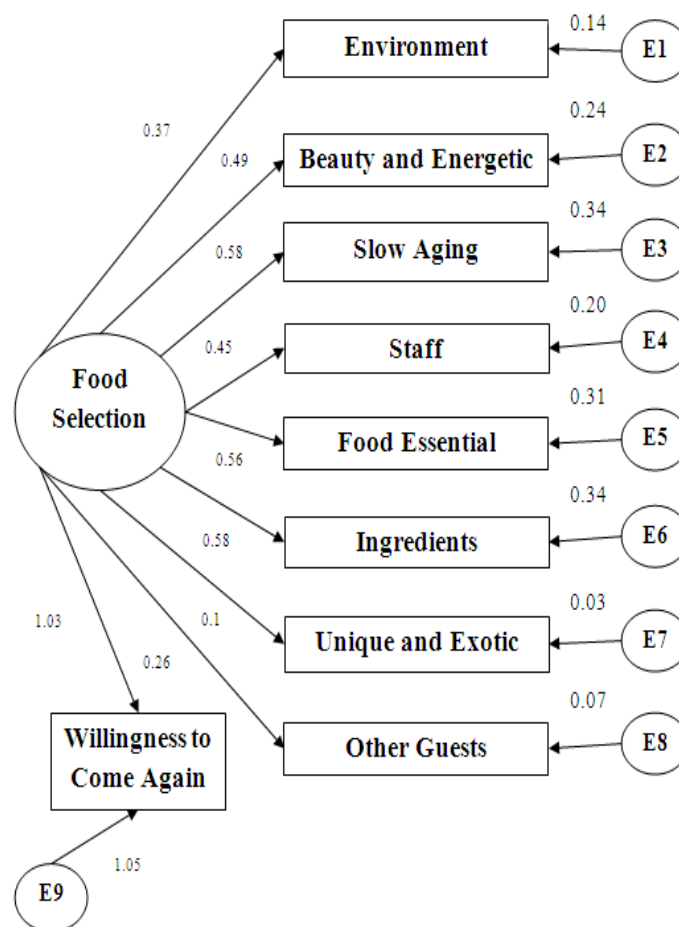 0.14
Environment
E1
0.37
0.24
0.49
Beauty and Energetic
E2
0.34
0.58
Slow Aging
E3
0.20
0.45
Staff
E4
Food
Selection
0.31
Food Essential
E5
0.56
0.34
0.58
Ingredients
E6
0.03
0.1
Unique and Exotic
E7
1.03
0.26
0.07
Other Guests
E8
Willingness to
Come Again
1.05
E9